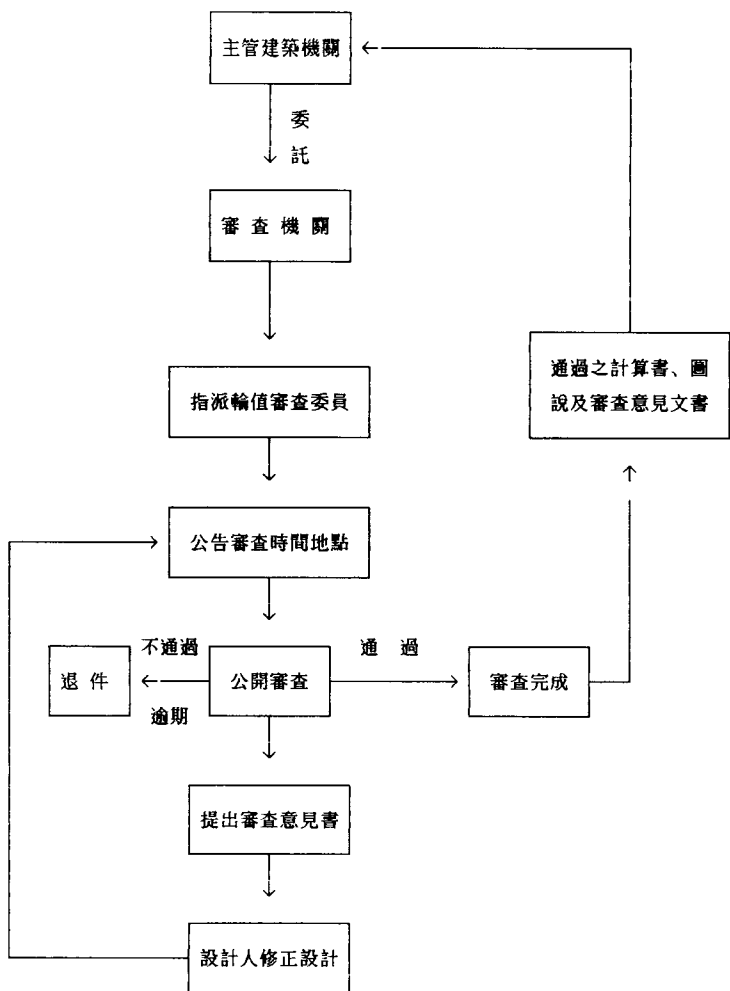 主管建築機關
委
託
審查機關
指派輪值審查委員
通過之計算書、圖
說及審查意見文書
公告審查時間地點
不通過
通過
退件
公開審查
審查完成
逾期
提出審查意見書
設計人修正設計